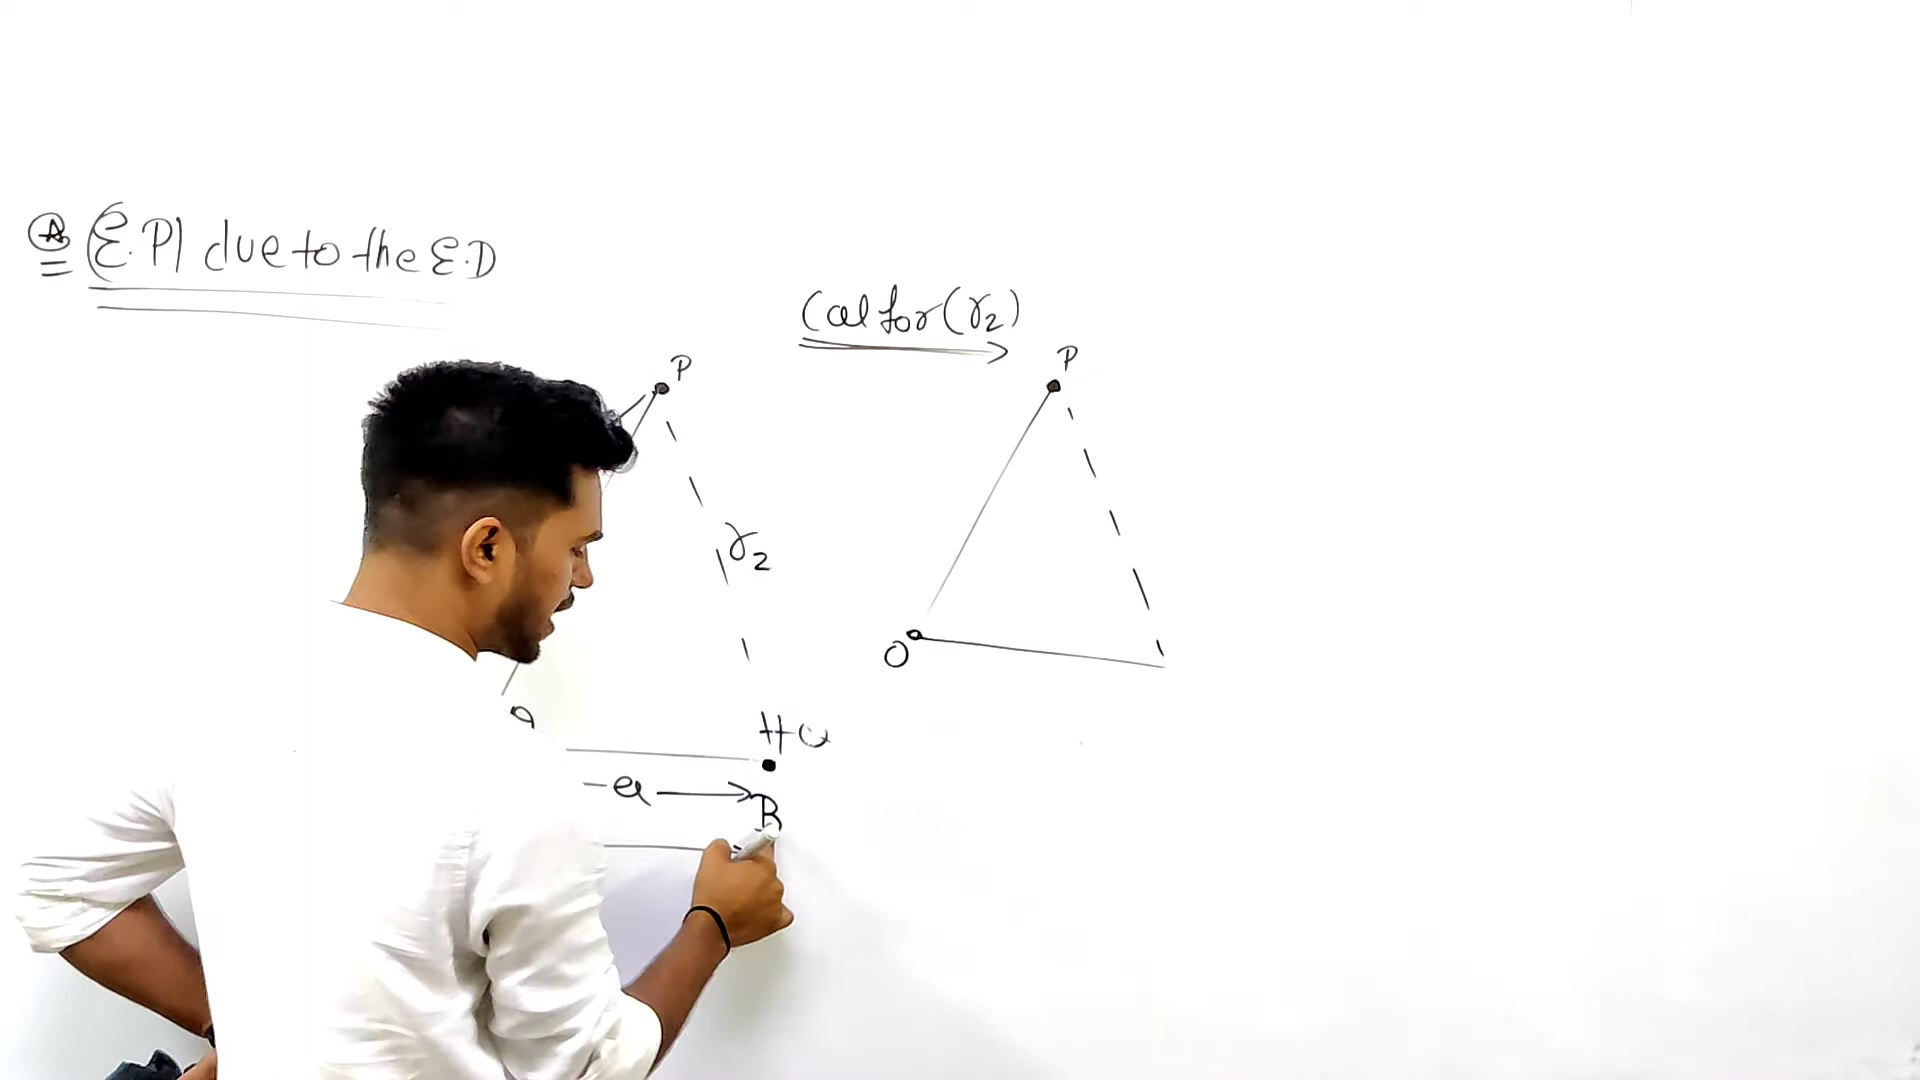 (E.P) due to the E.D
Cal for (r₂)
P
P
r₂
O
+Q
a
B